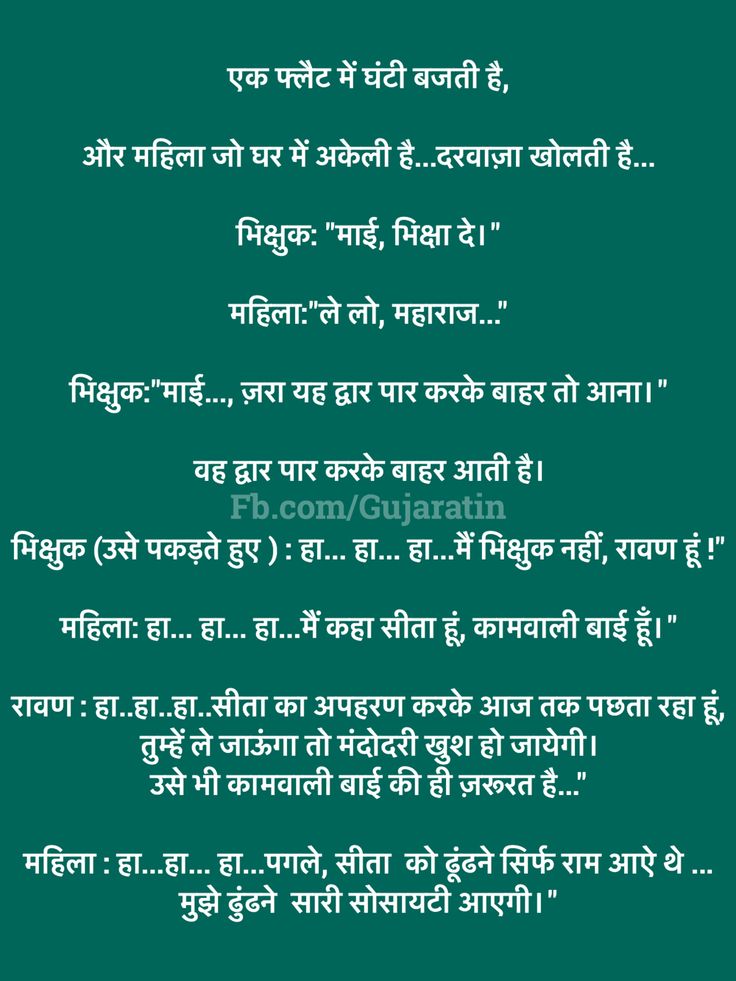 एक फ्लैट में घंटी बजती है,
और महिला जो घर में अकेली है...दरवाज़ा खोलती है...
भिक्षुक: "माई, भिक्षा दे।"
महिला:"ले लो, महाराज..."
भिक्षुक:"माई..., ज़रा यह द्वार पार करके बाहर तो आना।"
वह द्वार पार करके बाहर आती है।
Fb.com/Gujaratin
भिक्षुक (उसे पकड़ते हुए ) : हा... हा... हा...मैं भिक्षुक नहीं, रावण हूं !"
महिला: हा... हा... हा...मैं कहा सीता हूं, कामवाली बाई हूँ।"
रावण : हा..हा..हा..सीता का अपहरण करके आज तक पछता रहा हूं,
तुम्हें ले जाऊंगा तो मंदोदरी खुश हो जायेगी।
उसे भी कामवाली बाई की ही ज़रूरत है..."
महिला : हा...हा... हा...पगले, सीता को ढूंढने सिर्फ राम आऐ थे ...
मुझे ढुंढने सारी सोसायटी आएगी।"